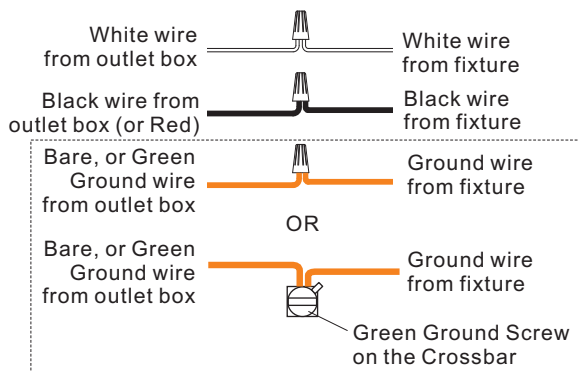 White wire
from outlet box
White wire
from fixture
Black wire from
outlet box (or Red)
Black wire
from fixture
Bare, or Green
Ground wire
from outlet box
Ground wire
from fixture
OR
Bare, or Green
Ground wire
from outlet box
Ground wire
from fixture
Green Ground Screw
on the Crossbar